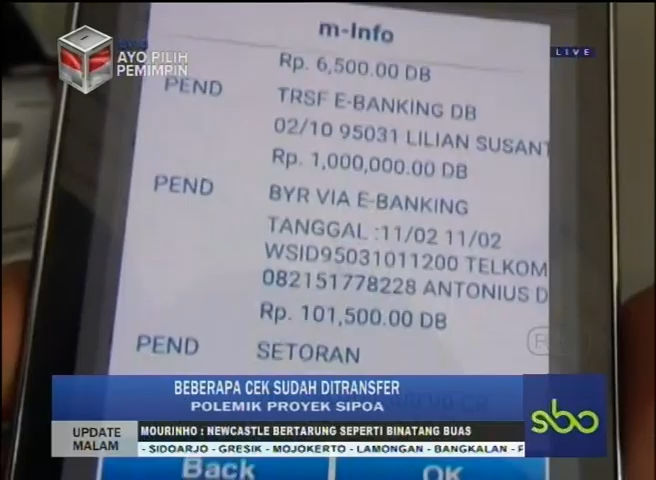 AYO PILIH
PEMIMPIN
LIVE
m-Info
Rp. 6,500.00 DB
PEND TRSF E-BANKING DB
02/10 95031 LILIAN SUSANT
Rp. 1,000,000.00 DB
PEND BYR VIA E-BANKING
TANGGAL :11/02 11/02
WSID95031011200 TELKOM
082151778228 ANTONIUS D
Rp. 101,500.00 DB
PEND SETORAN
BEBERAPA CEK SUDAH DITRANSFER
POLEMIK PROYEK SIPOA
sbo
UPDATE
MALAM
MOURINHO : NEWCASTLE BERTARUNG SEPERTI BINATANG BUAS
- SIDOARJO - GRESIK - MOJOKERTO - LAMONGAN - BANGKALAN - P
Back OK